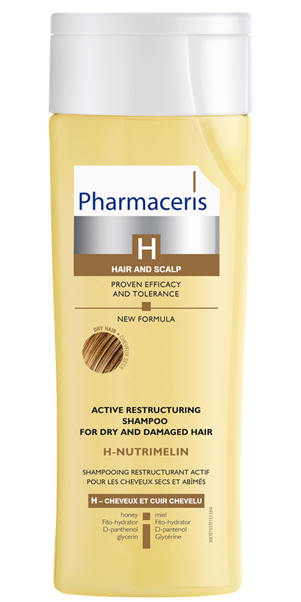 Pharmaceris
H
HAIR AND SCALP
PROVEN EFFICACY
AND TOLERANCE
NEW FORMULA
DRY HAIR • CHEVEUX SECS
ACTIVE RESTRUCTURING
SHAMPOO
FOR DRY AND DAMAGED HAIR
H-NUTRIMELIN
SHAMPOOING RESTRUCTURANT ACTIF
POUR LES CHEVEUX SECS ET ABÎMÉS
H – CHEVEUX ET CUIR CHEVELU
honey miel
Fito-hydrator Fito-hydrator
D-panthenol D-pantenol
glycerin Glycérine